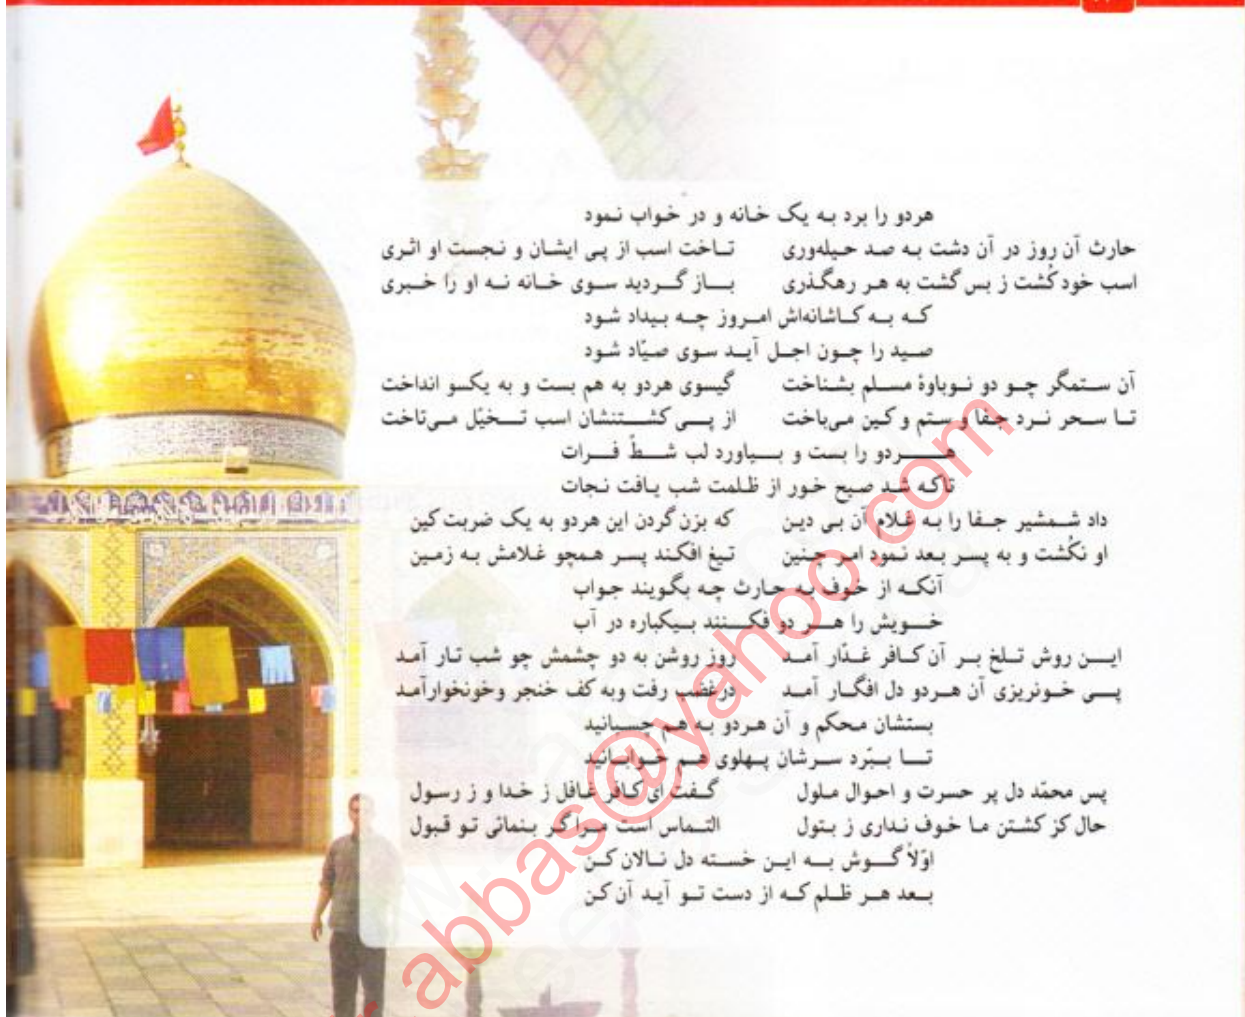 هردو را برد به یک خانه و در خواب نمود
حارث آن روز در آن دشت به صد حیله‌وری تاخت اسب از پی ایشان و نجست او اثری
اسب خود کُشت ز بس گشت به هر رهگذری باز گردید سوی خانه نه او را خبری
که به کاشانه‌اش امروز چه بیداد شود
صید را چون اجل آید سوی صیّاد شود
آن ستمگر چو دو نوباوهٔ مسلم بشناخت گیسوی هردو به هم بست و به یکسو انداخت
تا سحر نرد جفا و ستم و کین می‌باخت از پی کشتنشان اسب تخیّل می‌تاخت
هردو را بست و بیاورد لب شطّ فرات
تاکه شد صبح خور از ظلمت شب یافت نجات
داد شمشیر جفا را به غلام آن بی دین که بزن گردن این هردو به یک ضربت کین
او نکُشت و به پسر بعد نمود امر چنین تیغ افکند پسر همچو غلامش به زمین
آنکه از خوف به حارث چه بگویند جواب
خویش را هر دو فکنند بیکباره در آب
این روش تلخ بر آن کافر غدّار آمد روز روشن به دو چشمش چو شب تار آمد
پی خونریزی آن هردو دل افگار آمد درغضب رفت وبه کف خنجر وخونخوارآمد
بستشان محکم و آن هردو به هم چسبانید
تا ببّرد سرشان پهلوی هم خوابانید
پس محمّد دل پر حسرت و احوال ملول گفت ای کافر غافل ز خدا و ز رسول
حال کز کشتن ما خوف نداری ز بتول التماس است مراگر بنمائی تو قبول
اوّلاً گوش به این خسته دل نالان کن
بعد هر ظلم که از دست تو آید آن کن
abbas@yahoo.com